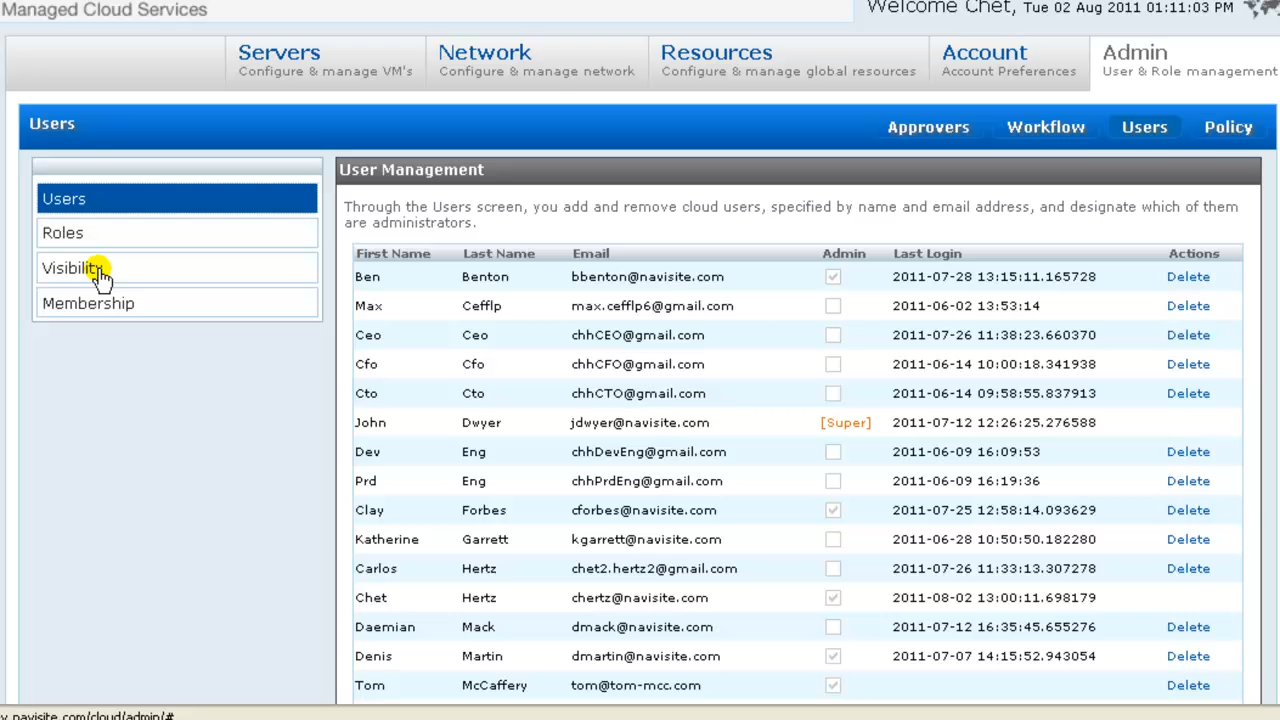 Managed Cloud Services
Welcome Chet, Tue 02 Aug 2011 01:11:03 PM
Servers
Configure & manage VM's
Network
Configure & manage network
Resources
Configure & manage global resources
Account
Account Preferences
Admin
User & Role management
Users
Approvers Workflow Users Policy
Users
Roles
Visibility
Membership
User Management
Through the Users screen, you add and remove cloud users, specified by name and email address, and designate which of them
are administrators.
First Name Last Name Email Admin Last Login Actions
Ben Benton bbenton@navisite.com 2011-07-28 13:15:11.165728 Delete
Max Cefflp max.cefflp6@gmail.com 2011-06-02 13:53:14 Delete
Ceo Ceo chhCEO@gmail.com 2011-07-26 11:38:23.660370 Delete
Cfo Cfo chhCFO@gmail.com 2011-06-14 10:00:18.341938 Delete
Cto Cto chhCTO@gmail.com 2011-06-14 09:58:55.837913 Delete
John Dwyer jdwyer@navisite.com [Super] 2011-07-12 12:26:25.276588
Dev Eng chhDevEng@gmail.com 2011-06-09 16:09:53 Delete
Prd Eng chhPrdEng@gmail.com 2011-06-09 16:19:36 Delete
Clay Forbes cforbes@navisite.com 2011-07-25 12:58:14.093629 Delete
Katherine Garrett kgarrett@navisite.com 2011-06-28 10:50:50.182280 Delete
Carlos Hertz chet2.hertz2@gmail.com 2011-07-26 11:33:13.307278 Delete
Chet Hertz chertz@navisite.com 2011-08-02 13:00:11.698179
Daemian Mack dmack@navisite.com 2011-07-12 16:35:45.655276 Delete
Denis Martin dmartin@navisite.com 2011-07-07 14:15:52.943054 Delete
Tom McCaffery tom@tom-mcc.com Delete
y.navisite.com/cloud/admin/#